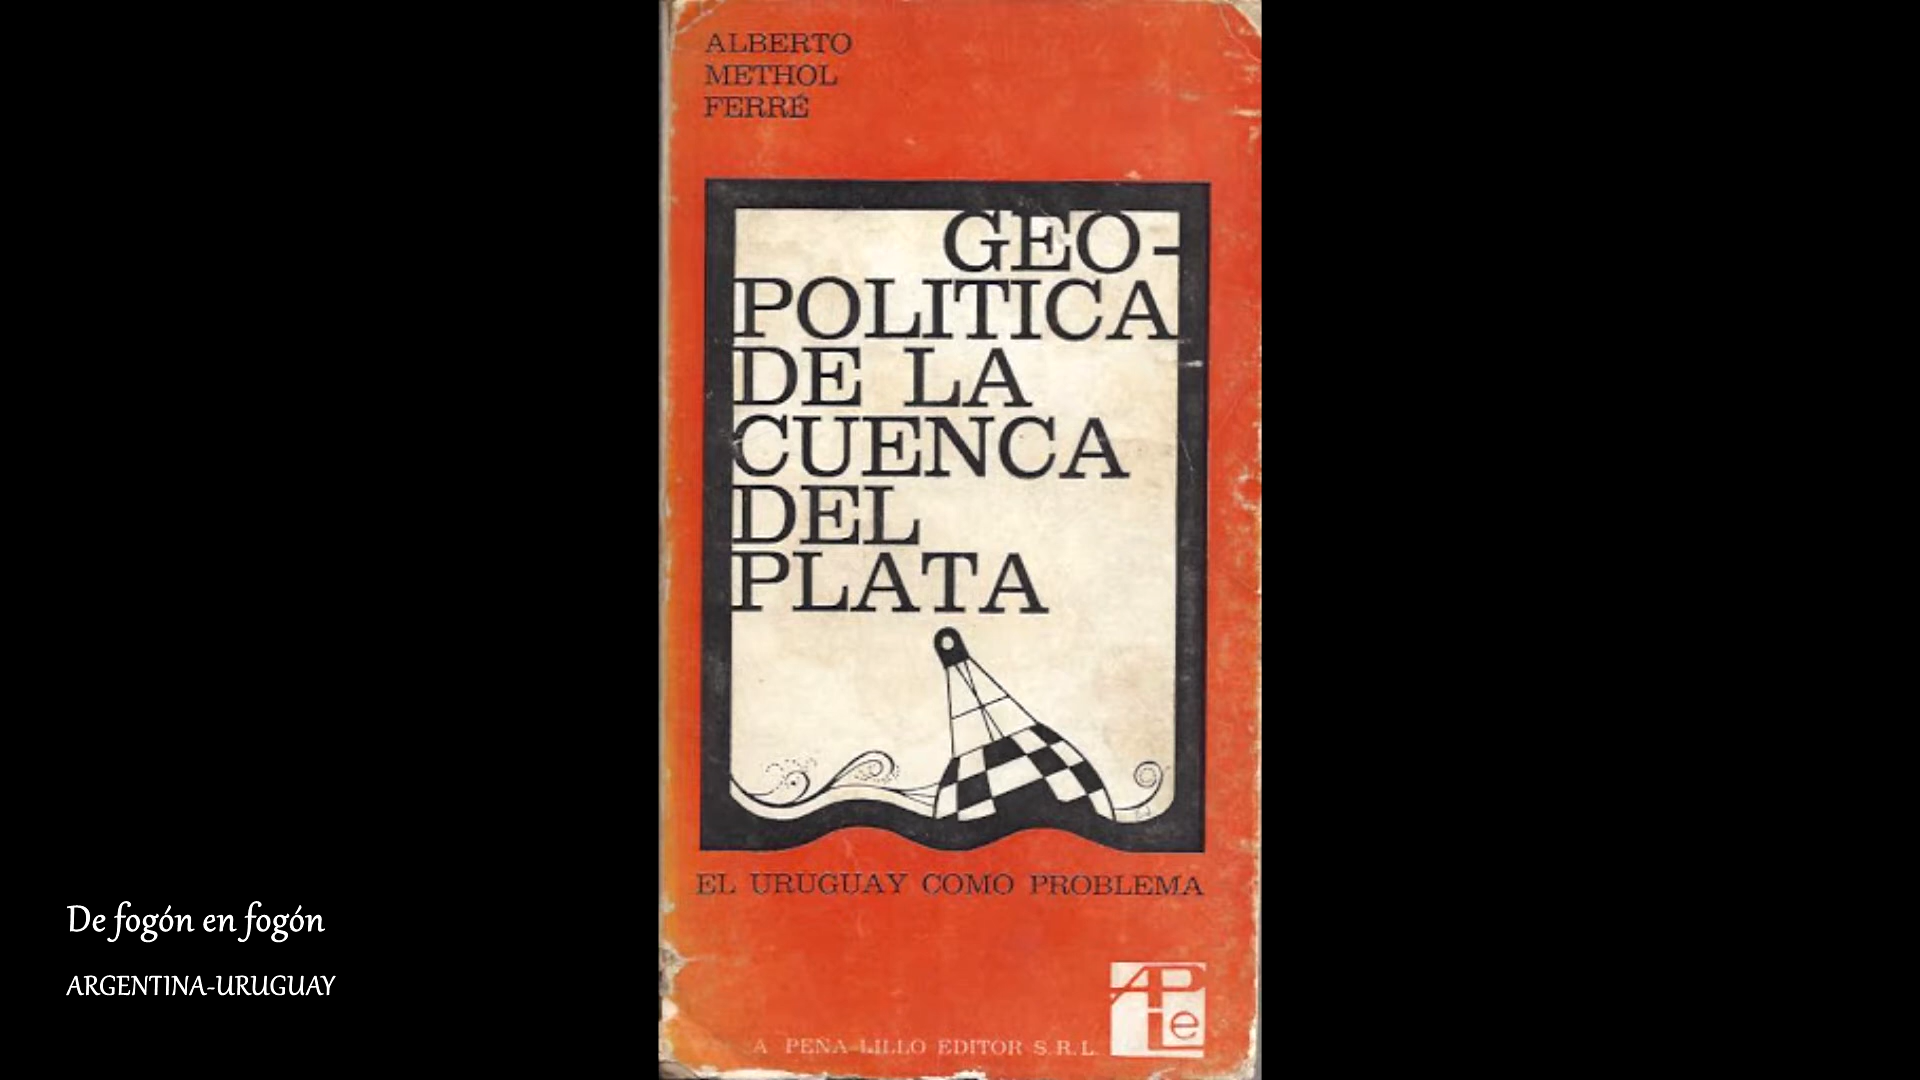 ALBERTO
METHOL
FERRÉ
GEO-
POLITICA
DE LA
CUENCA
DEL
PLATA
EL URUGUAY COMO PROBLEMA
A PEÑA-LILLO EDITOR S.R.L.
APLe
De fogón en fogón
ARGENTINA-URUGUAY